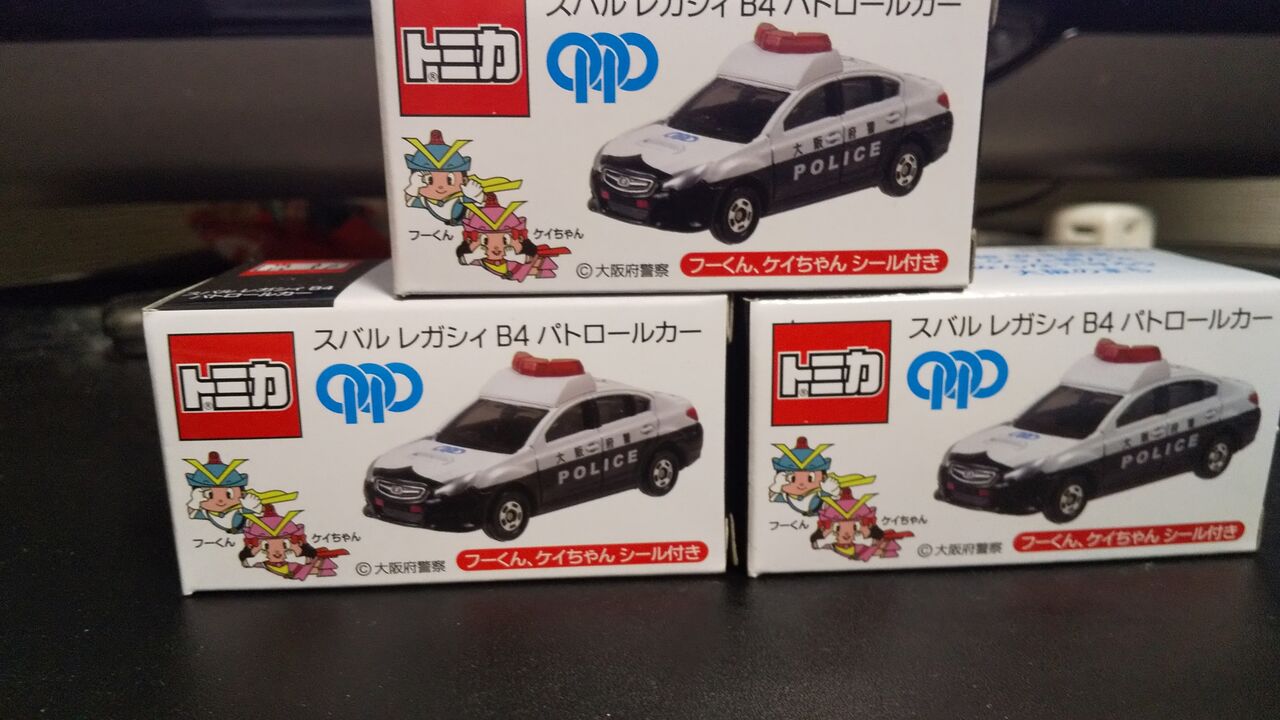 スバル レガシィ B4 パトロールカー
トミカ
®
OPP
大阪府警
POLICE
フーくん
ケイちゃん
©大阪府警察
フーくん、ケイちゃん シール付き
スバル レガシィ B4
パトロールカー
スバル レガシィ B4 パトロールカー
トミカ
®
OPP
大阪府警
POLICE
フーくん
ケイちゃん
©大阪府警察
フーくん、ケイちゃん シール付き
スバル レガシィ B4 パトロールカー
トミカ
®
OPP
大阪府警
POLICE
フーくん
ケイちゃん
©大阪府警察
フーくん、ケイちゃん シール付き